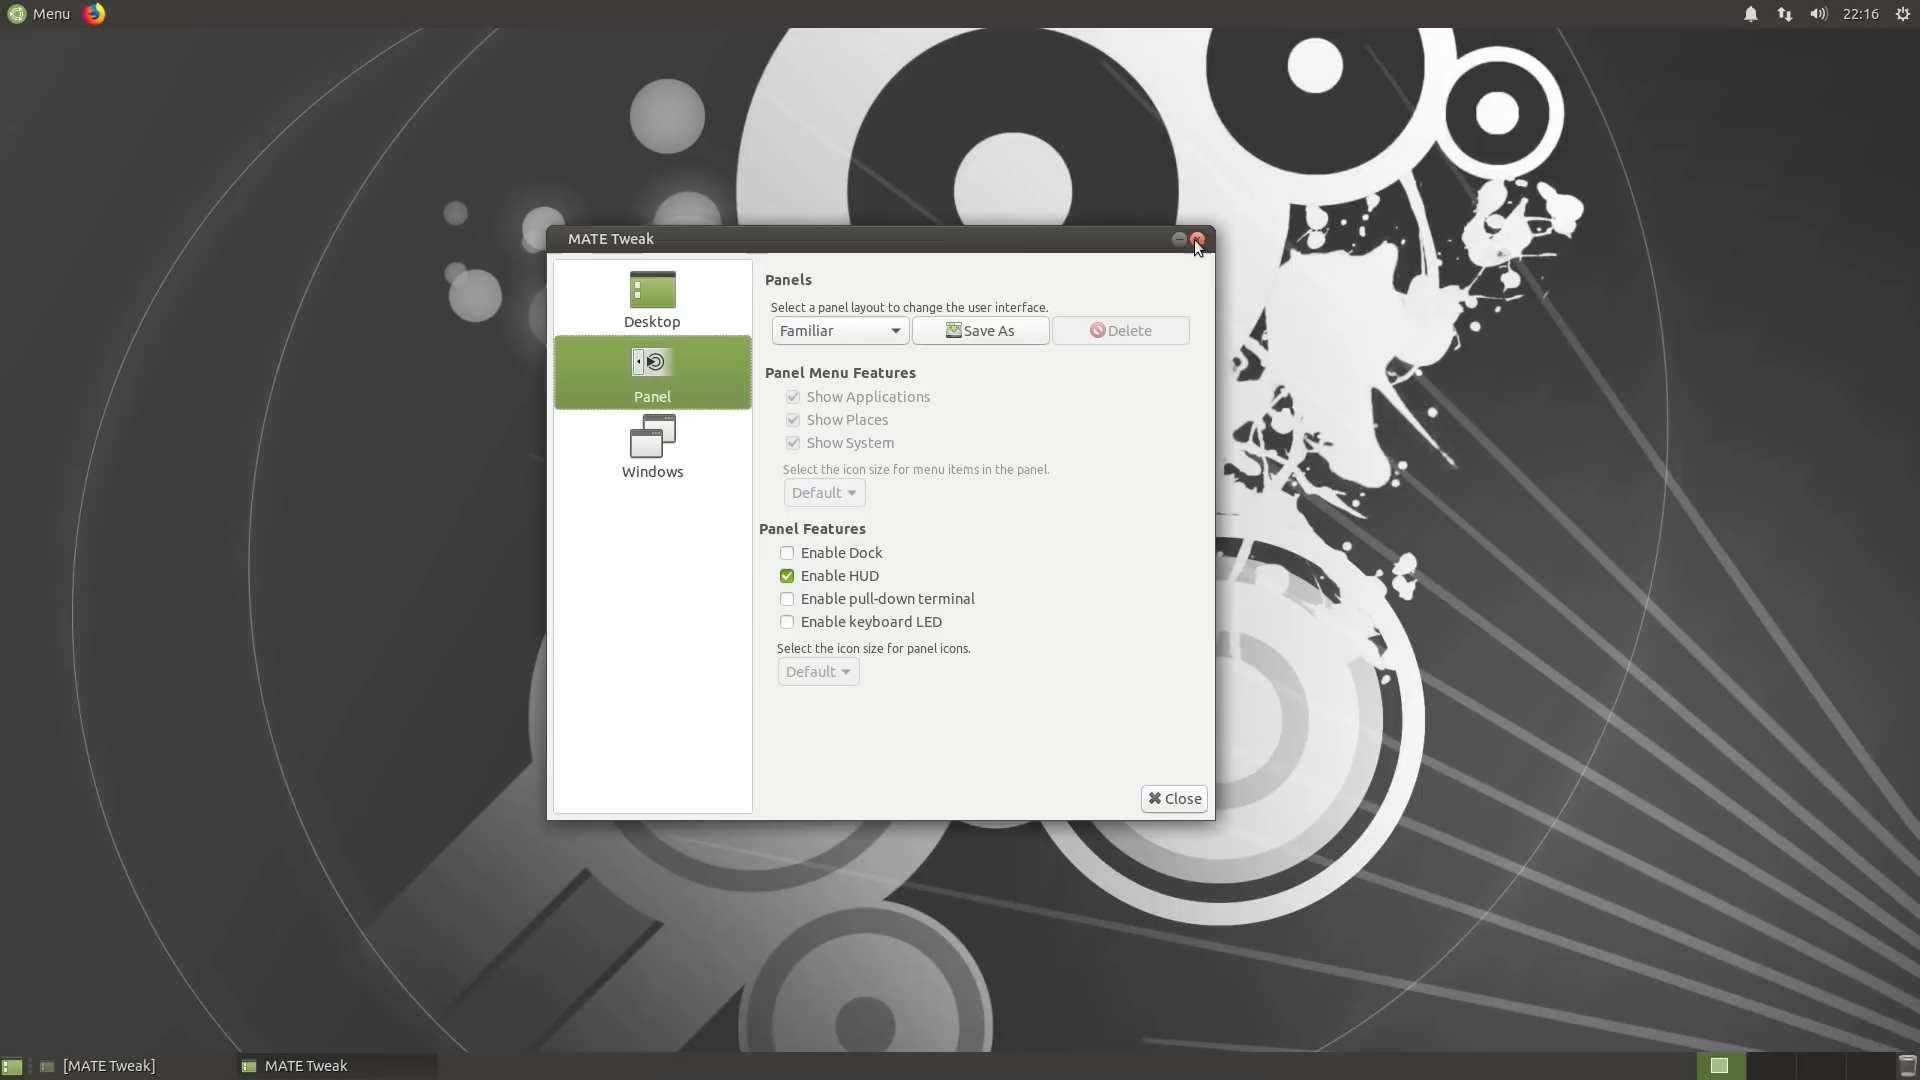 Menu
22:16
MATE Tweak
Desktop
Panel
Windows
Panels
Select a panel layout to change the user interface.
Familiar
Save As
Delete
Panel Menu Features
Show Applications
Show Places
Show System
Select the icon size for menu items in the panel.
Default
Panel Features
Enable Dock
Enable HUD
Enable pull-down terminal
Enable keyboard LED
Select the icon size for panel icons.
Default
Close
[MATE Tweak]
MATE Tweak